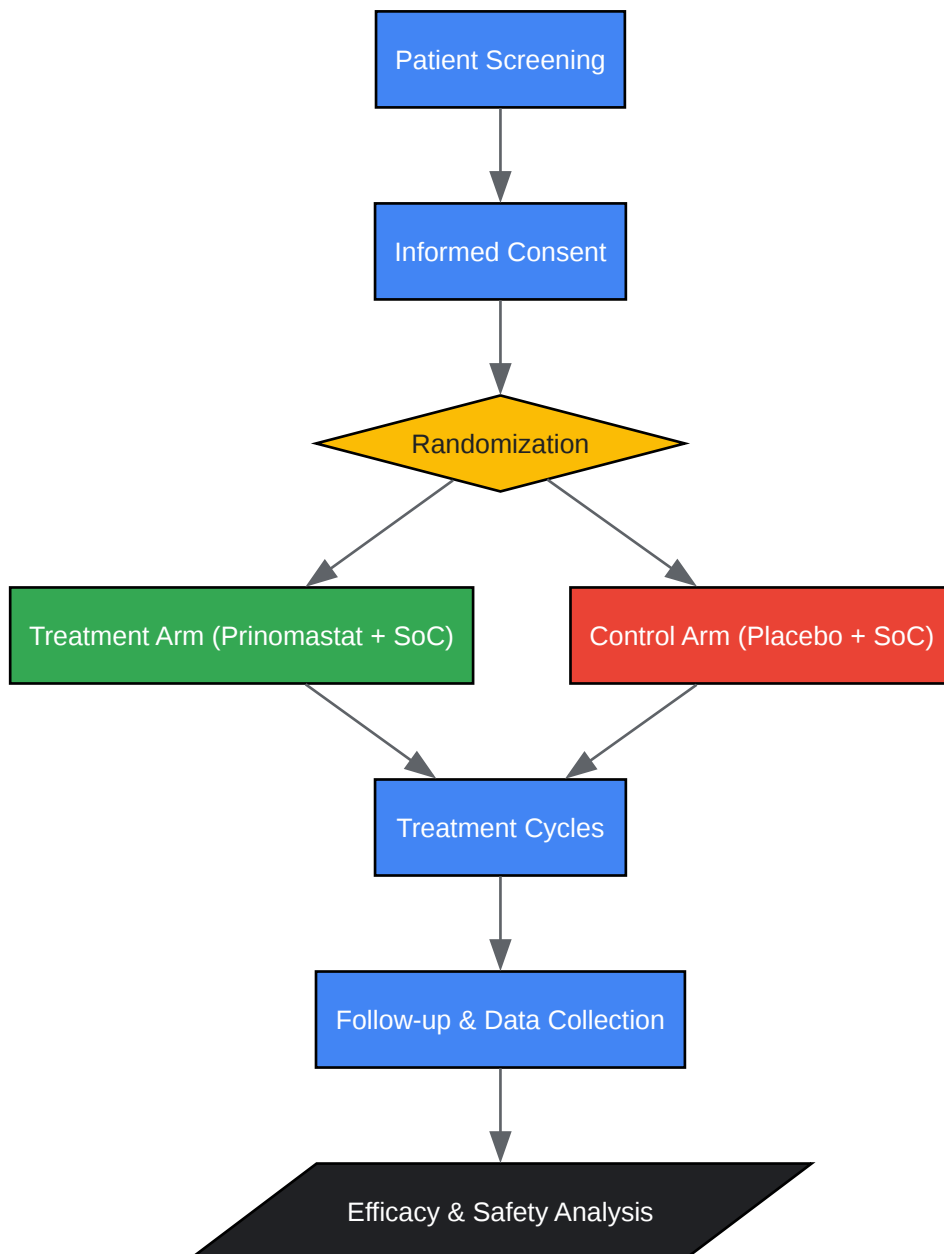 Patient Screening
Informed Consent
Randomization
Treatment Arm (Prinomastat + SoC)
Control Arm (Placebo + SoC)
Treatment Cycles
Follow-up & Data Collection
Efficacy & Safety Analysis